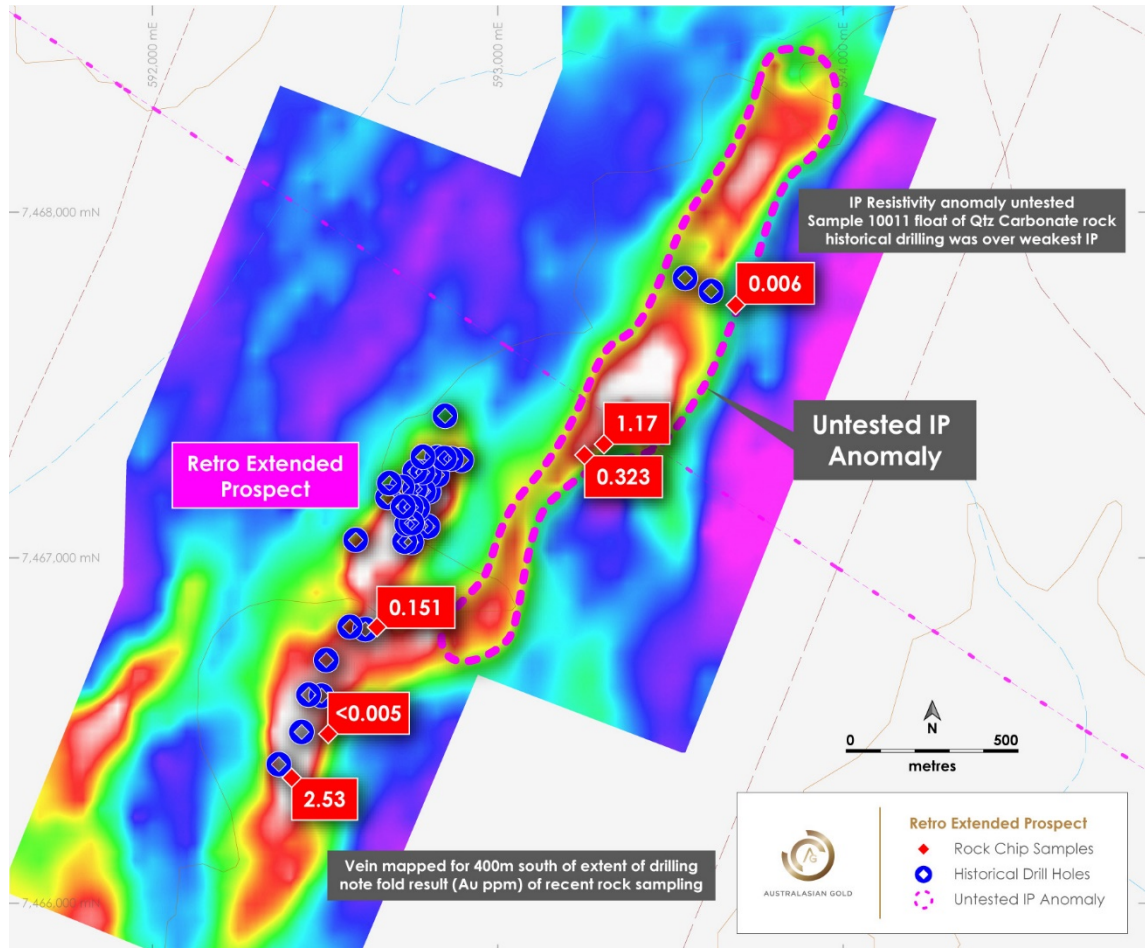 592,000 mE
593,000 mE
594,000 mE
7,468,000 mN
IP Resistivity anomaly untested
Sample 10011 float of Qtz Carbonate rock
historical drilling was over weakest IP
0.006
1.17
0.323
Untested IP
Anomaly
Retro Extended
Prospect
7,467,000 mN
0.151
<0.005
2.53
N
0
500
metres
Vein mapped for 400m south of extent of drilling
note fold result (Au ppm) of recent rock sampling
7,466,000 mN
AG
AUSTRALASIAN GOLD
Retro Extended Prospect
Rock Chip Samples
Historical Drill Holes
Untested IP Anomaly